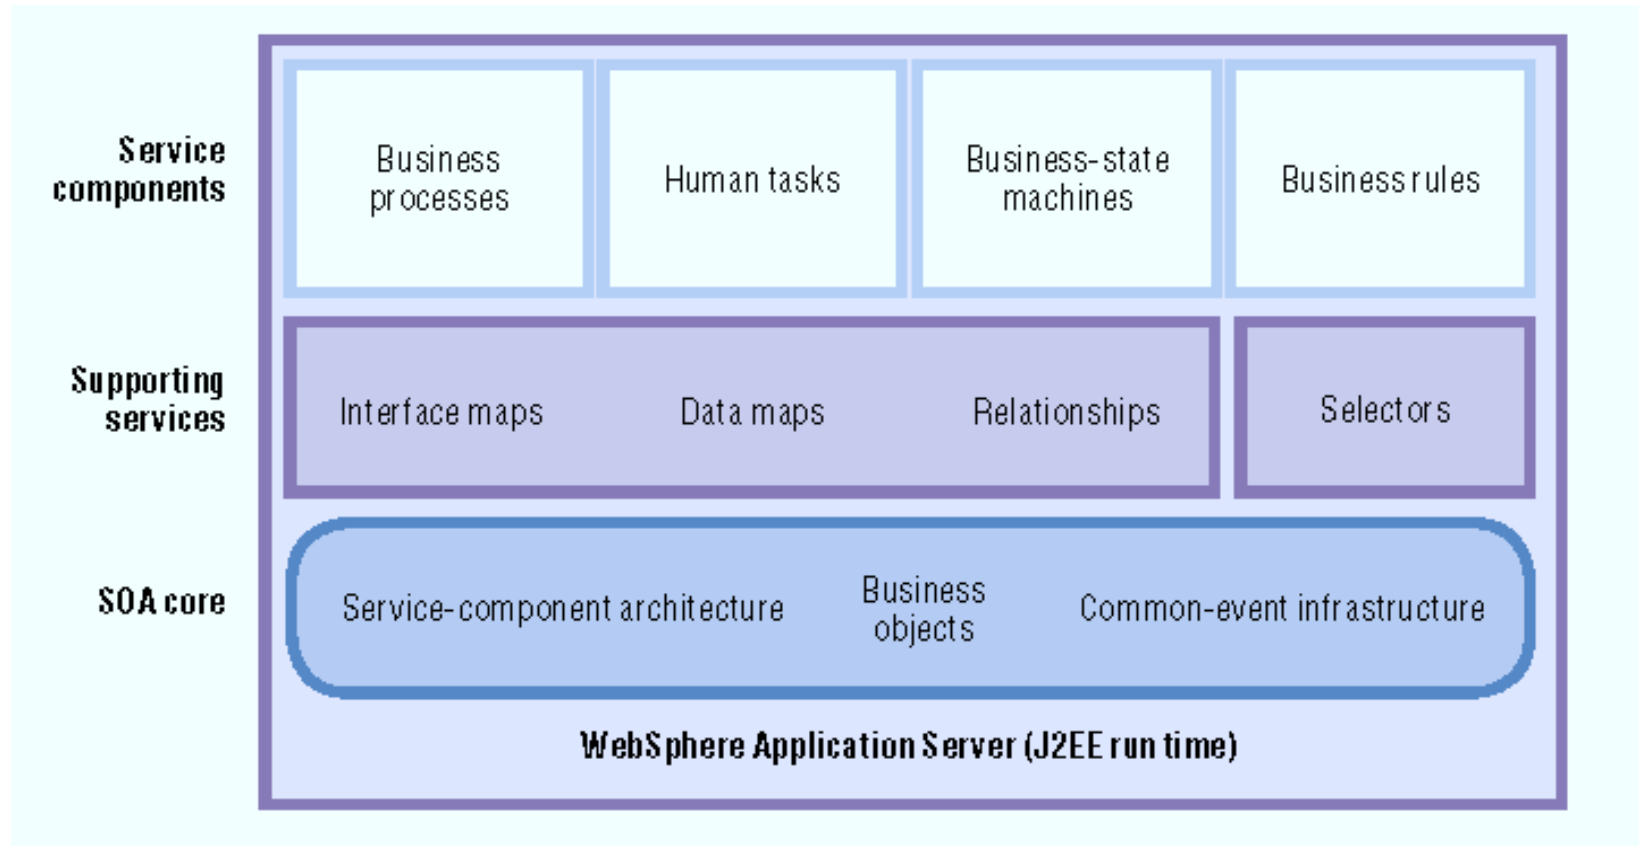 Service
components
Business
processes
Human tasks
Business-state
machines
Business rules
Supporting
services
Interface maps
Data maps
Relationships
Selectors
SOA core
Service-component architecture
Business
objects
Common-event infrastructure
WebSphere Application Server (J2EE run time)